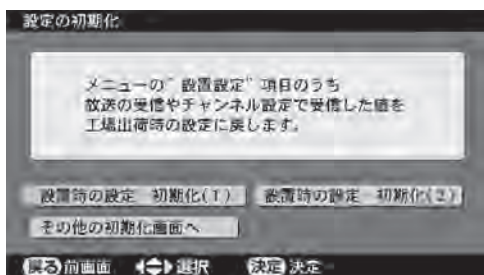 設定の初期化
メニューの"設置設定"項目のうち
放送の受信やチャンネル設定で受信した値を
工場出荷時の設定に戻します。
設置時の設定 初期化(1) 設置時の設定 初期化(2)
その他の初期化画面へ
戻る 前画面 選択 決定 決定